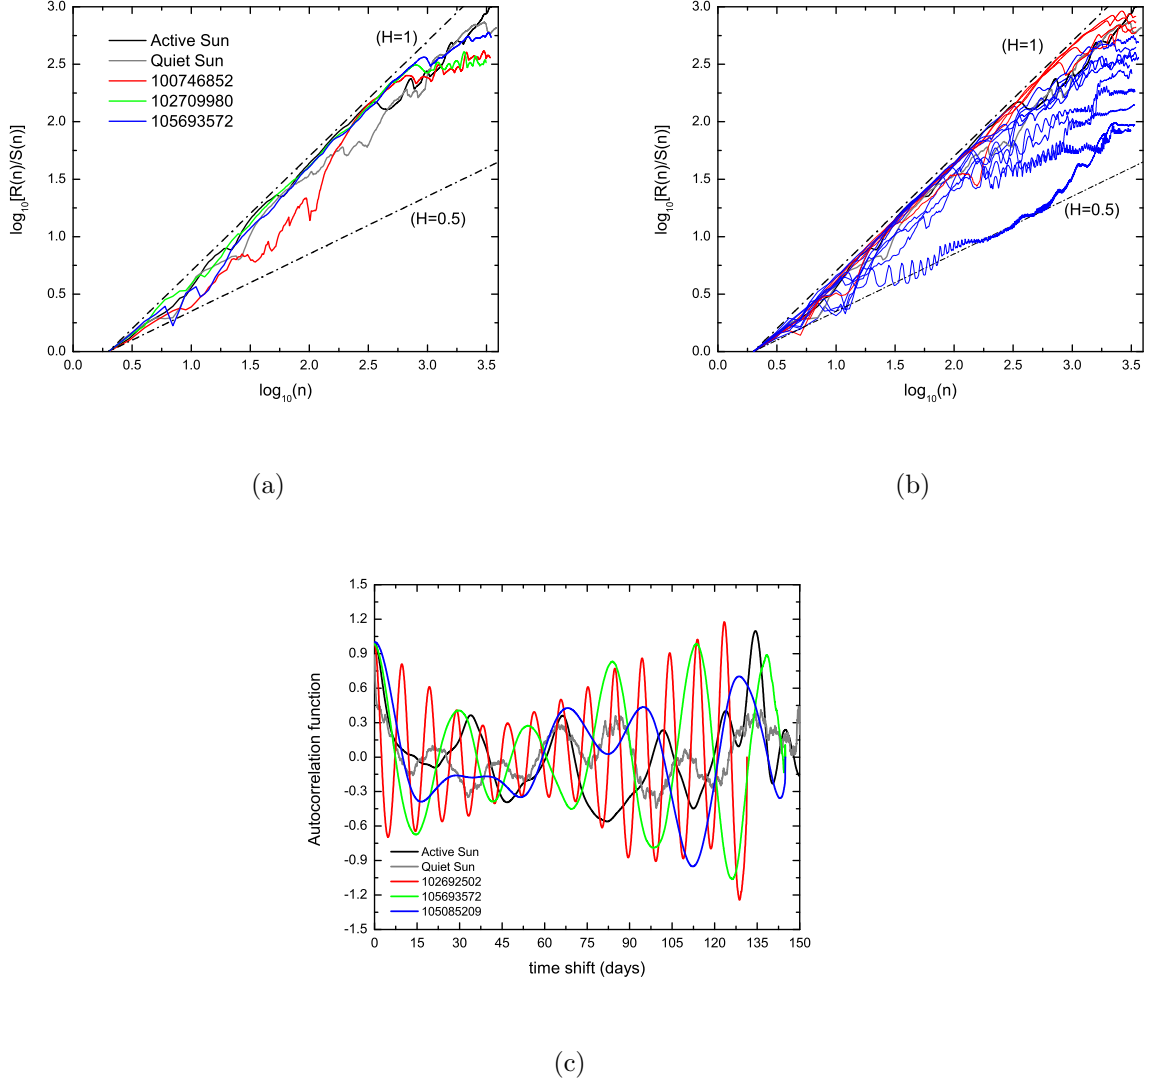 3.0
2.5
2.0
1.5
1.0
0.5
0.0
log10[R(n)/S(n)]
Active Sun
Quiet Sun
100746852
102709980
105693572
(H=1)
(H=0.5)
0.0 0.5 1.0 1.5 2.0 2.5 3.0 3.5
log10(n)
(a)
3.0
2.5
2.0
1.5
1.0
0.5
0.0
log10[R(n)/S(n)]
(H=1)
(H=0.5)
0.0 0.5 1.0 1.5 2.0 2.5 3.0 3.5
log10(n)
(b)
1.5
1.2
0.9
0.6
0.3
0.0
-0.3
-0.6
-0.9
-1.2
-1.5
Autocorrelation function
Active Sun
Quiet Sun
102692502
105693572
105085209
0 15 30 45 60 75 90 105 120 135 150
time shift (days)
(c)